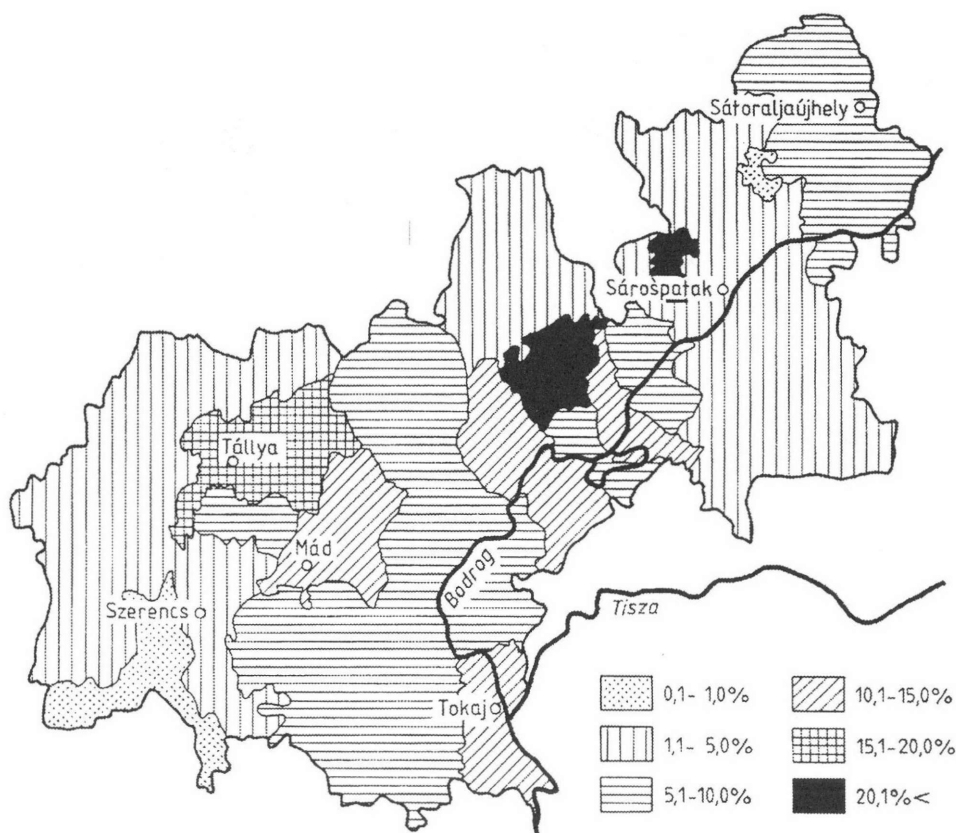 Sátoraljaújhely
Sárospatak
Tállya
Mád
Bodrog
Szerencs
Tisza
Tokaj
0,1– 1,0%
1,1– 5,0%
5,1–10,0%
10,1–15,0%
15,1–20,0%
20,1%<